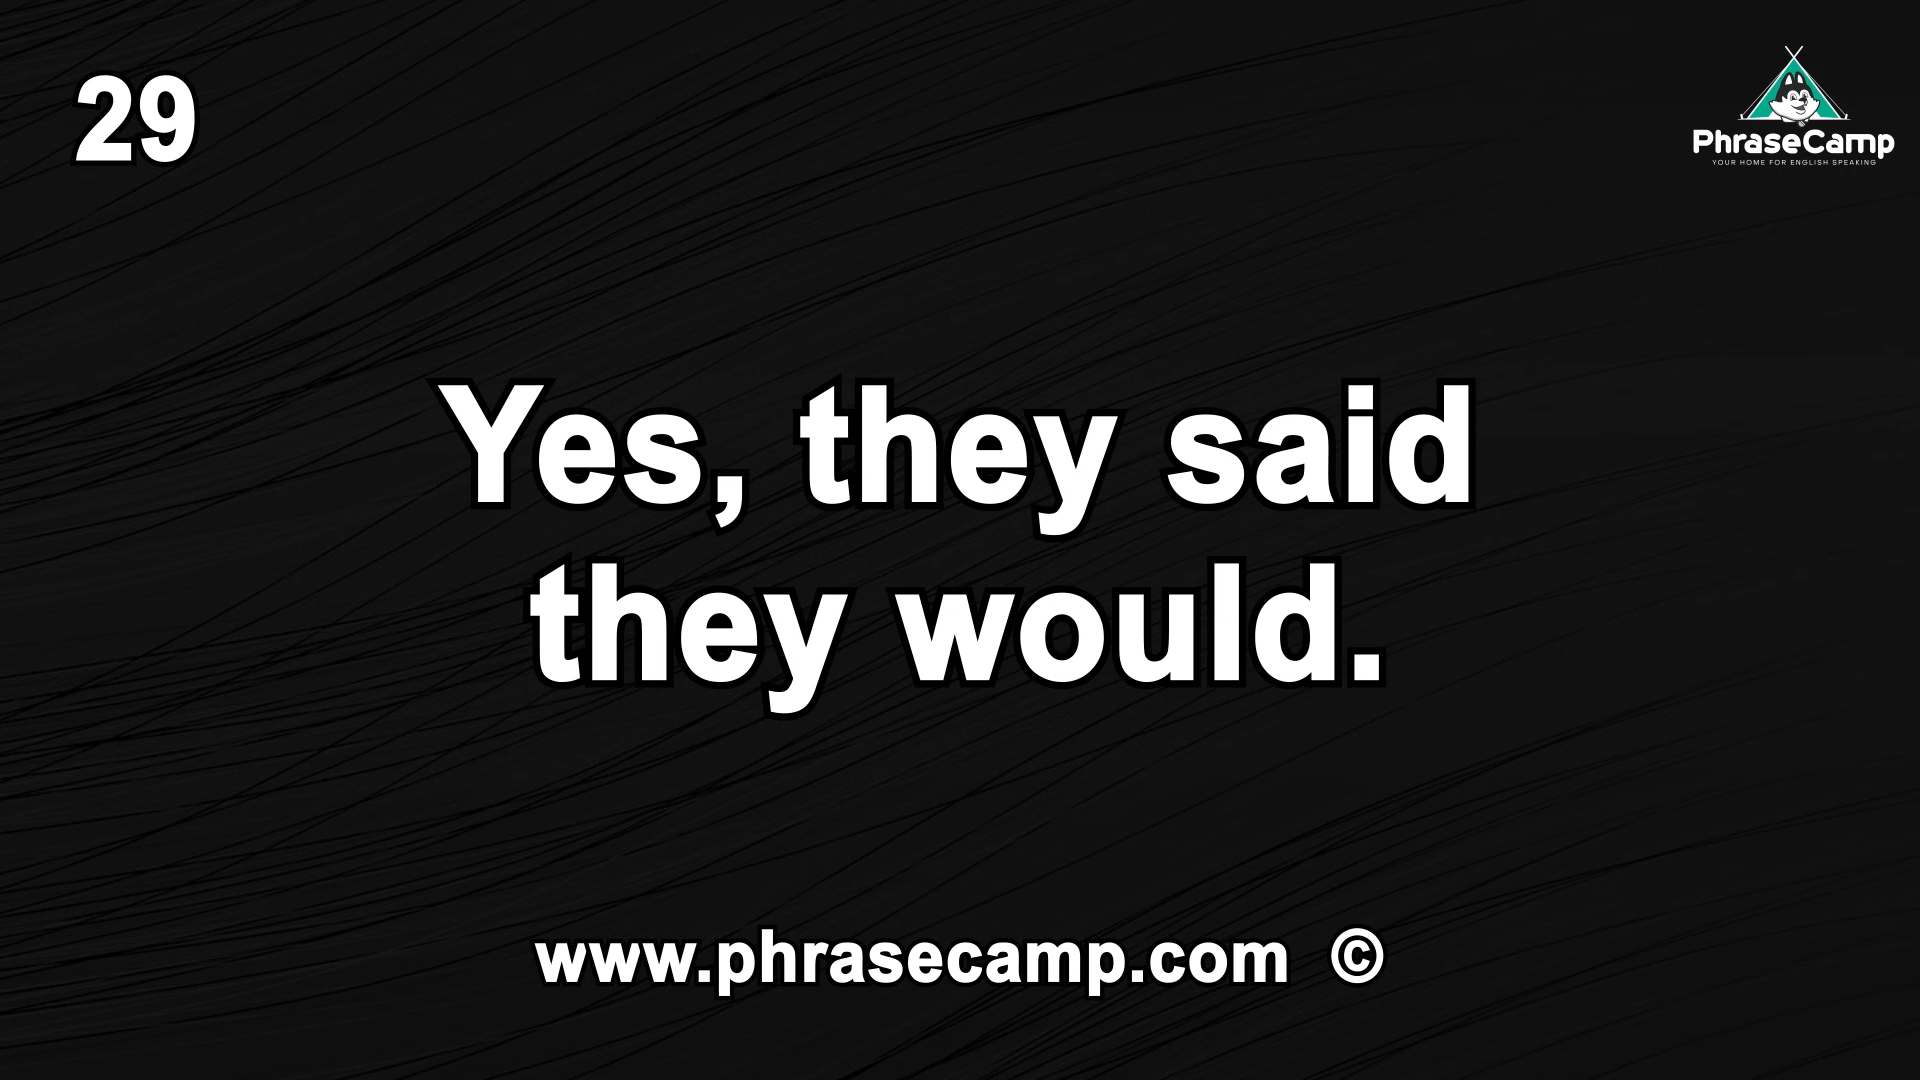 29
PhraseCamp
YOUR HOME FOR ENGLISH SPEAKING
Yes, they said
they would.
www.phrasecamp.com ©